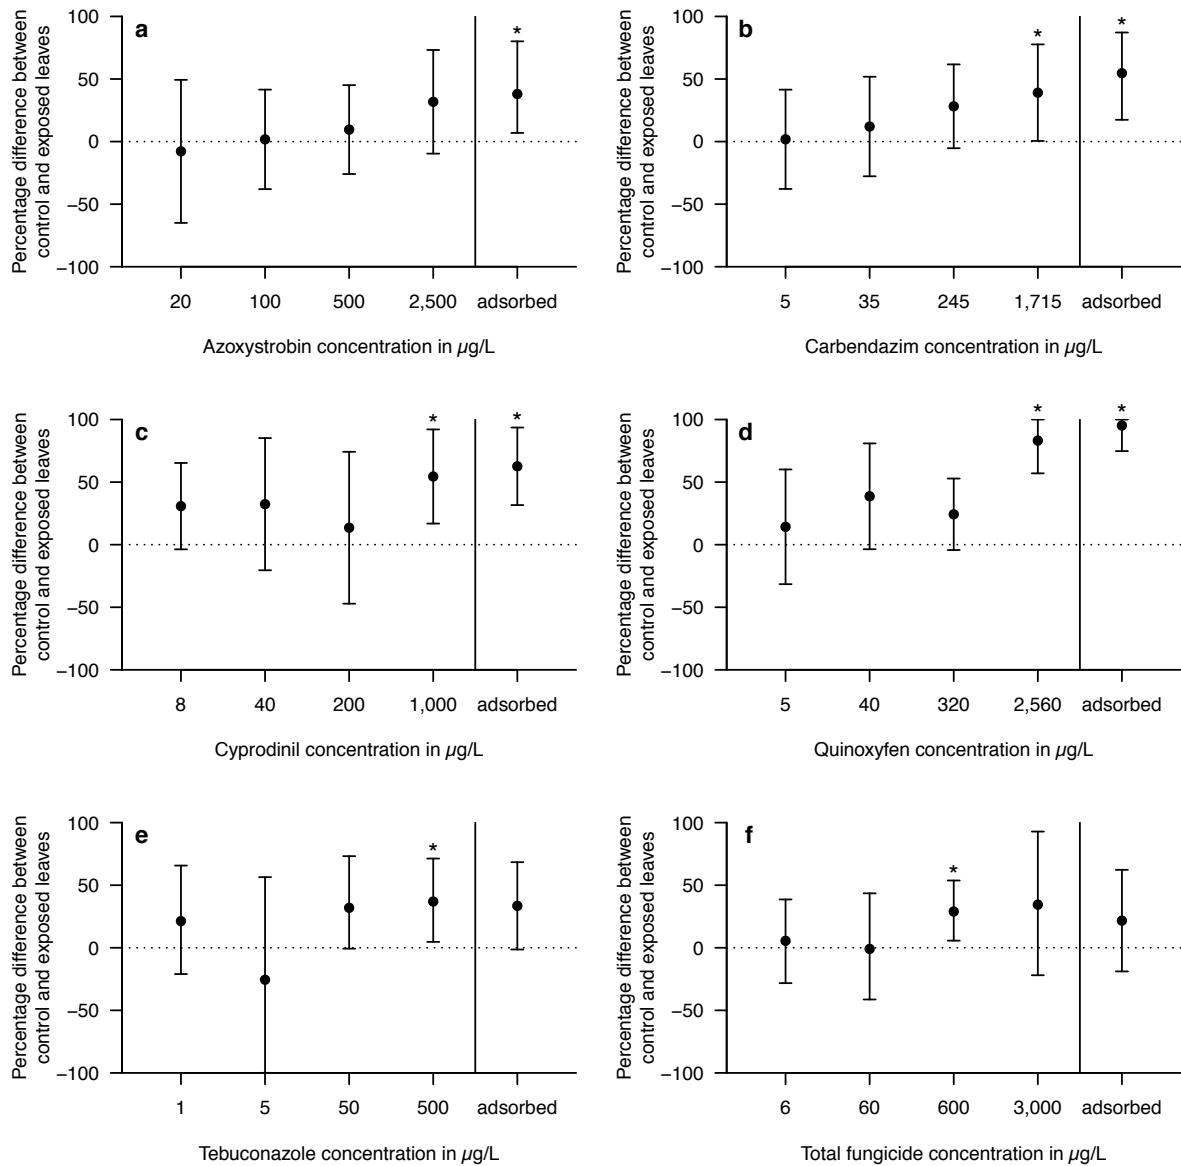 Percentage difference between
control and exposed leaves
100
50
0
−50
−100
a
*
20 100 500 2,500 adsorbed
Azoxystrobin concentration in µg/L
Percentage difference between
control and exposed leaves
100
50
0
−50
−100
b
* *
5 35 245 1,715 adsorbed
Carbendazim concentration in µg/L
Percentage difference between
control and exposed leaves
100
50
0
−50
−100
c
* *
8 40 200 1,000 adsorbed
Cyprodinil concentration in µg/L
Percentage difference between
control and exposed leaves
100
50
0
−50
−100
d
* *
5 40 320 2,560 adsorbed
Quinoxyfen concentration in µg/L
Percentage difference between
control and exposed leaves
100
50
0
−50
−100
e
*
1 5 50 500 adsorbed
Tebuconazole concentration in µg/L
Percentage difference between
control and exposed leaves
100
50
0
−50
−100
f
*
6 60 600 3,000 adsorbed
Total fungicide concentration in µg/L